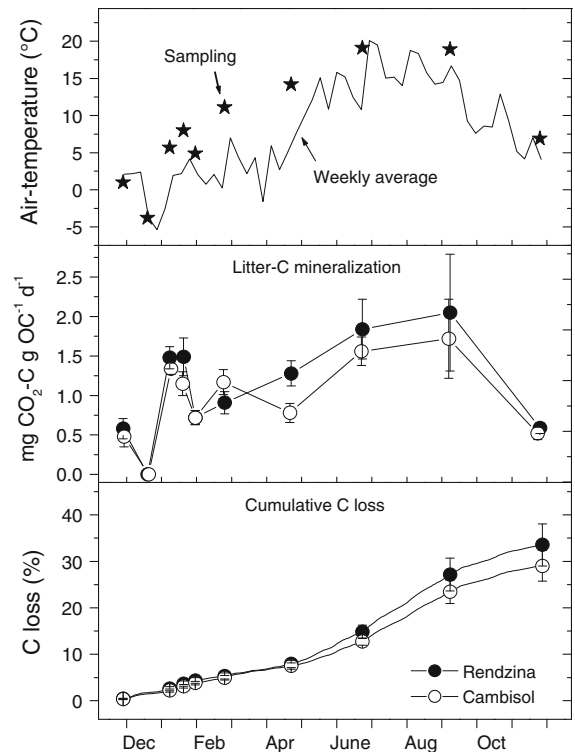 Air-temperature (°C)
20
15
10
5
0
-5
Sampling
Weekly average
mg CO₂-C g OC⁻¹ d⁻¹
2.5
2.0
1.5
1.0
0.5
0.0
Litter-C mineralization
C loss (%)
40
30
20
10
0
Cumulative C loss
Rendzina
Cambisol
Dec Feb Apr June Aug Oct